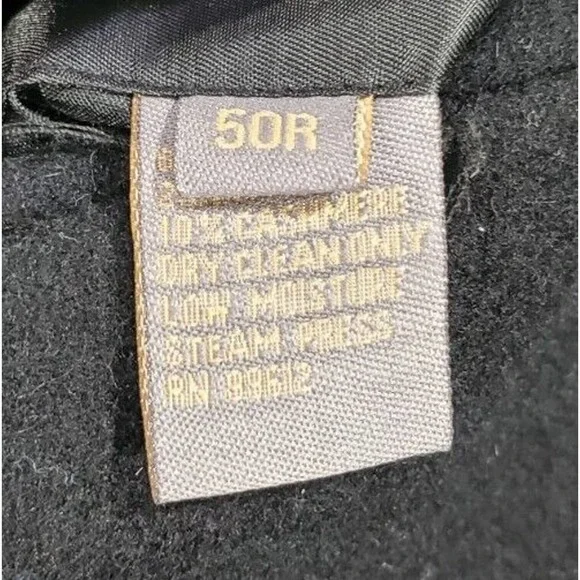 50R
10% CASHMERE
DRY CLEAN ONLY
LOW MOISTURE
STEAM PRESS
RN 99612